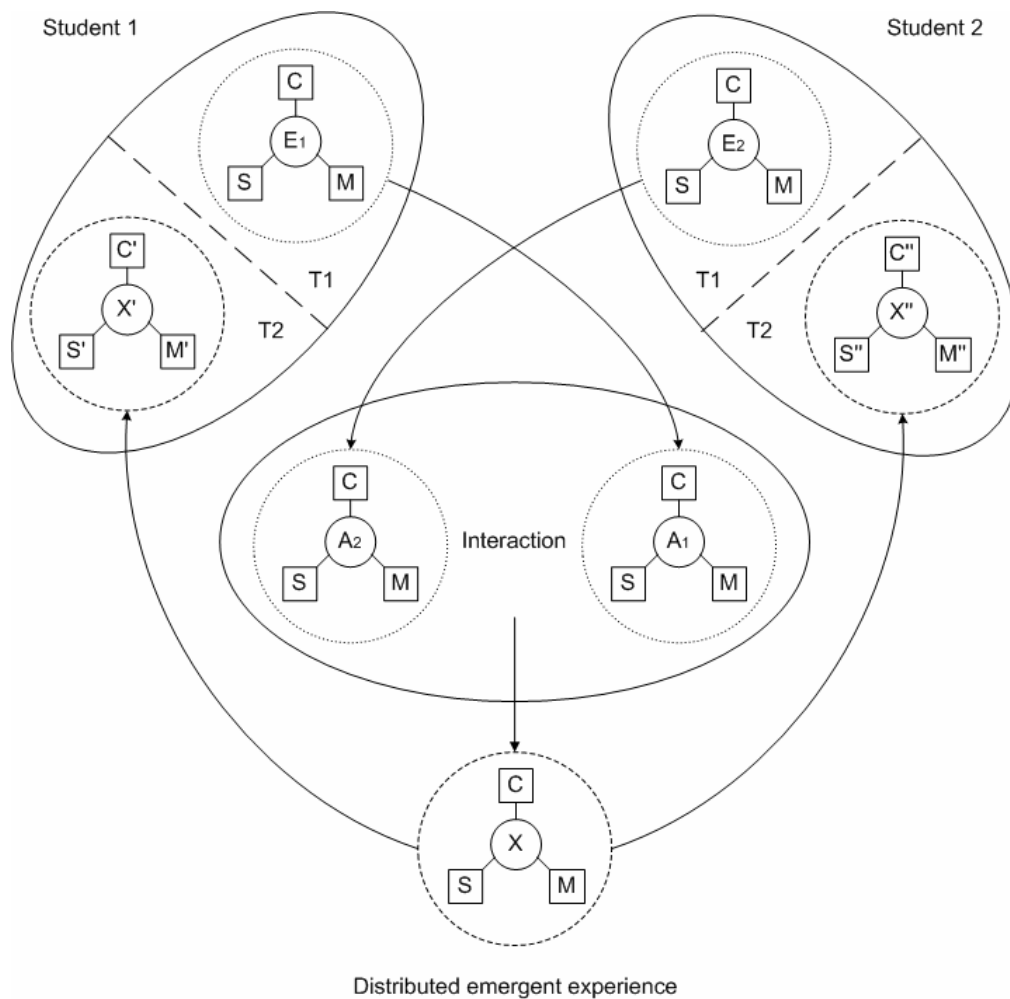 Student 1
Student 2
C
E1
S
M
C
E2
S
M
T1
T2
T1
T2
C'
X'
S'
M'
C"
X"
S"
M"
C
A2
S
M
Interaction
C
A1
S
M
C
X
S
M
Distributed emergent experience